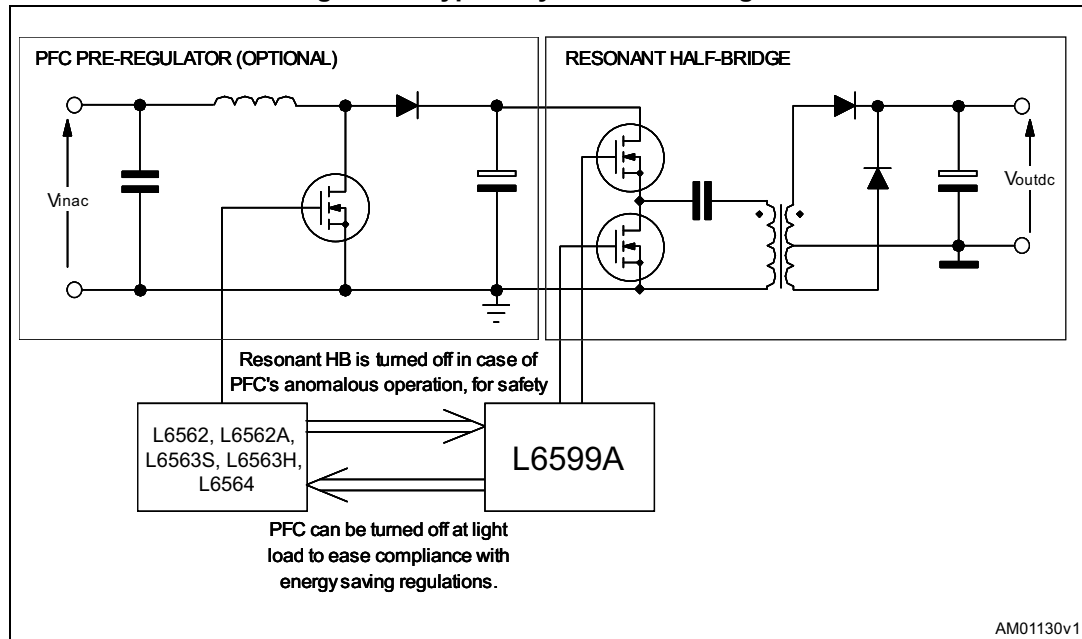 PFC PRE-REGULATOR (OPTIONAL)
RESONANT HALF-BRIDGE
Vinac
Voutdc
Resonant HB is turned off in case of
PFC's anomalous operation, for safety
L6562, L6562A,
L6563S, L6563H,
L6564
L6599A
PFC can be turned off at light
load to ease compliance with
energy saving regulations.
AM01130v1